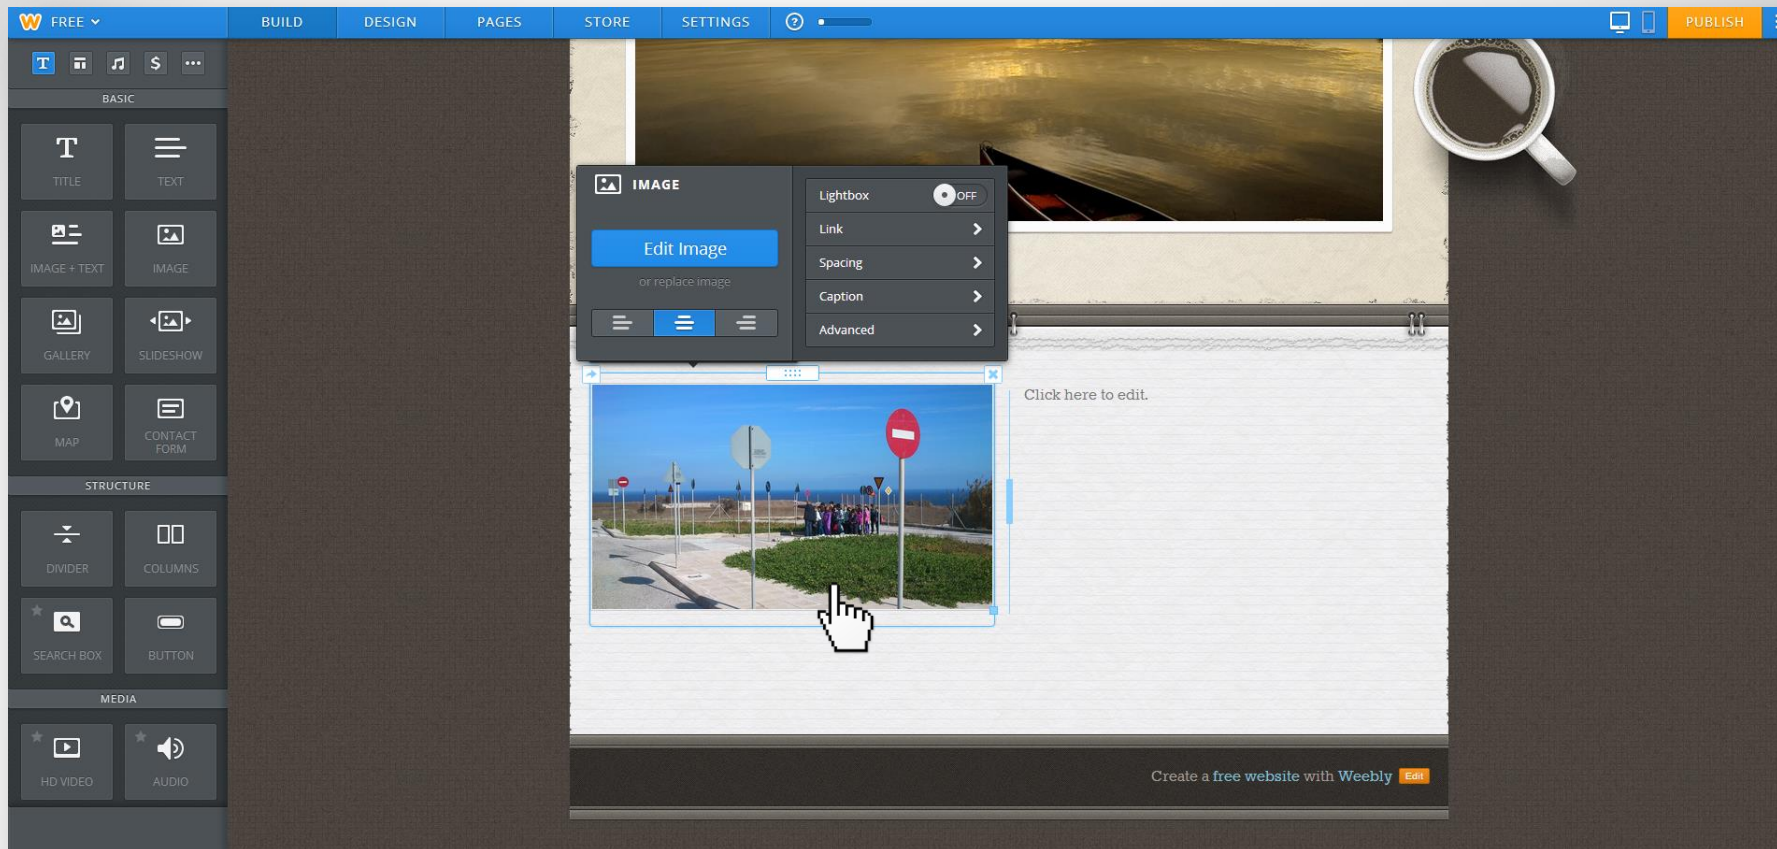 FREE
BUILD
DESIGN
PAGES
STORE
SETTINGS
?
PUBLISH
T
$
BASIC
T
TITLE
TEXT
IMAGE + TEXT
IMAGE
GALLERY
SLIDESHOW
MAP
CONTACT
FORM
STRUCTURE
DIVIDER
COLUMNS
SEARCH BOX
BUTTON
MEDIA
HD VIDEO
AUDIO
IMAGE
Edit Image
or replace image
Lightbox OFF
Link
Spacing
Caption
Advanced
Click here to edit.
Create a free website with Weebly Edit